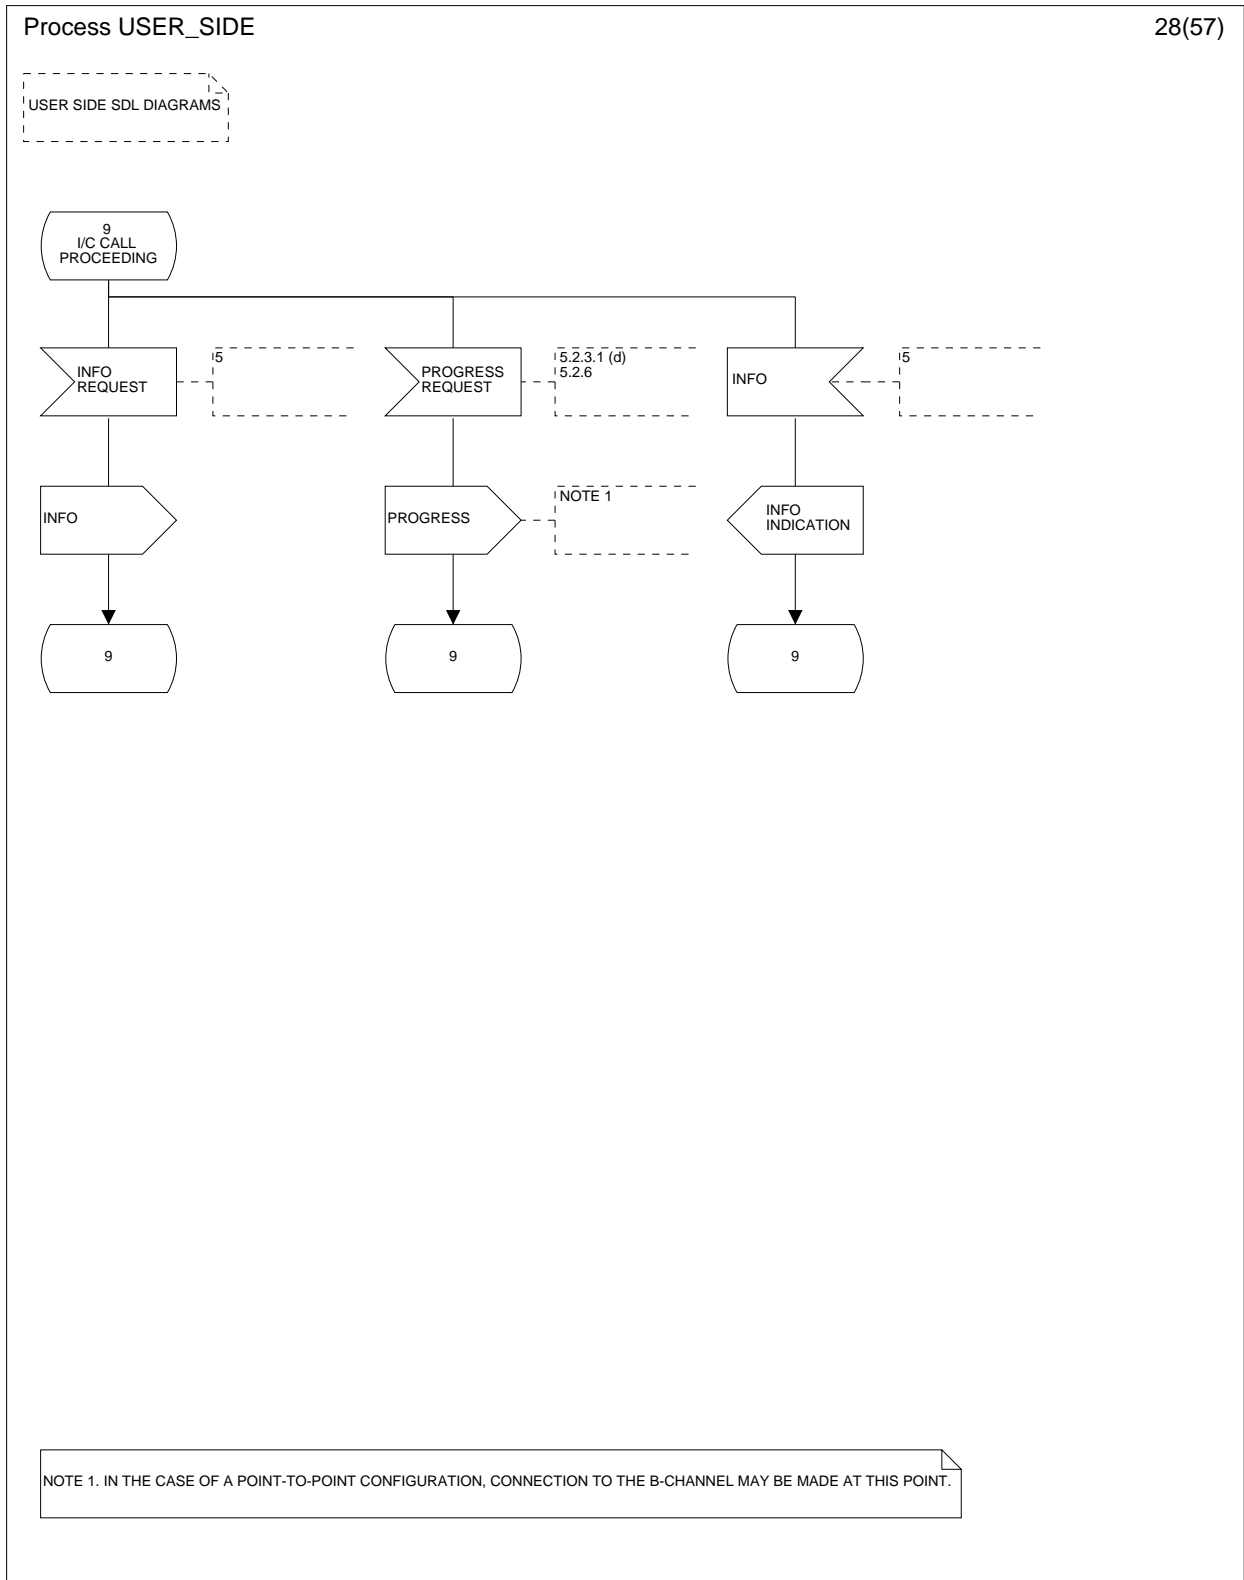 Process USER_SIDE
28(57)
USER SIDE SDL DIAGRAMS
9
I/C CALL
PROCEEDING
INFO
REQUEST
5
PROGRESS
REQUEST
5.2.3.1 (d)
5.2.6
INFO
5
INFO
PROGRESS
NOTE 1
INFO
INDICATION
9
9
9
NOTE 1. IN THE CASE OF A POINT-TO-POINT CONFIGURATION, CONNECTION TO THE B-CHANNEL MAY BE MADE AT THIS POINT.